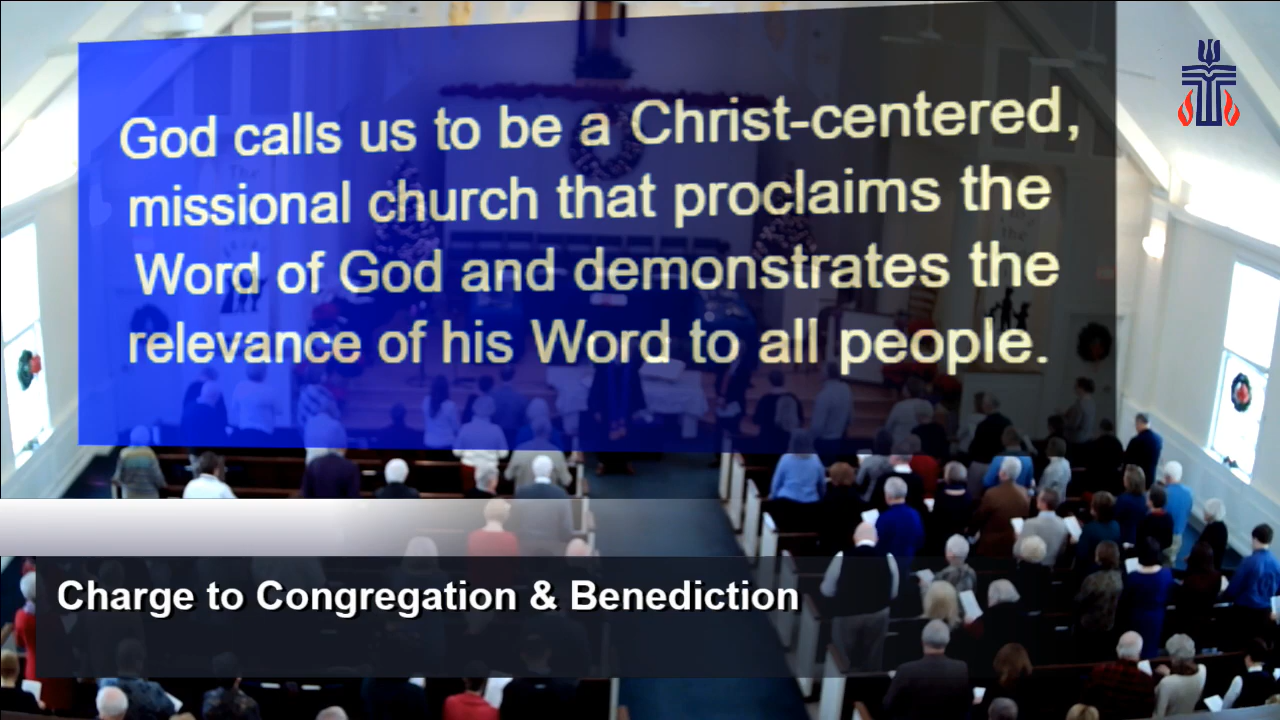 God calls us to be a Christ-centered,
missional church that proclaims the
Word of God and demonstrates the
relevance of his Word to all people.
Charge to Congregation & Benediction